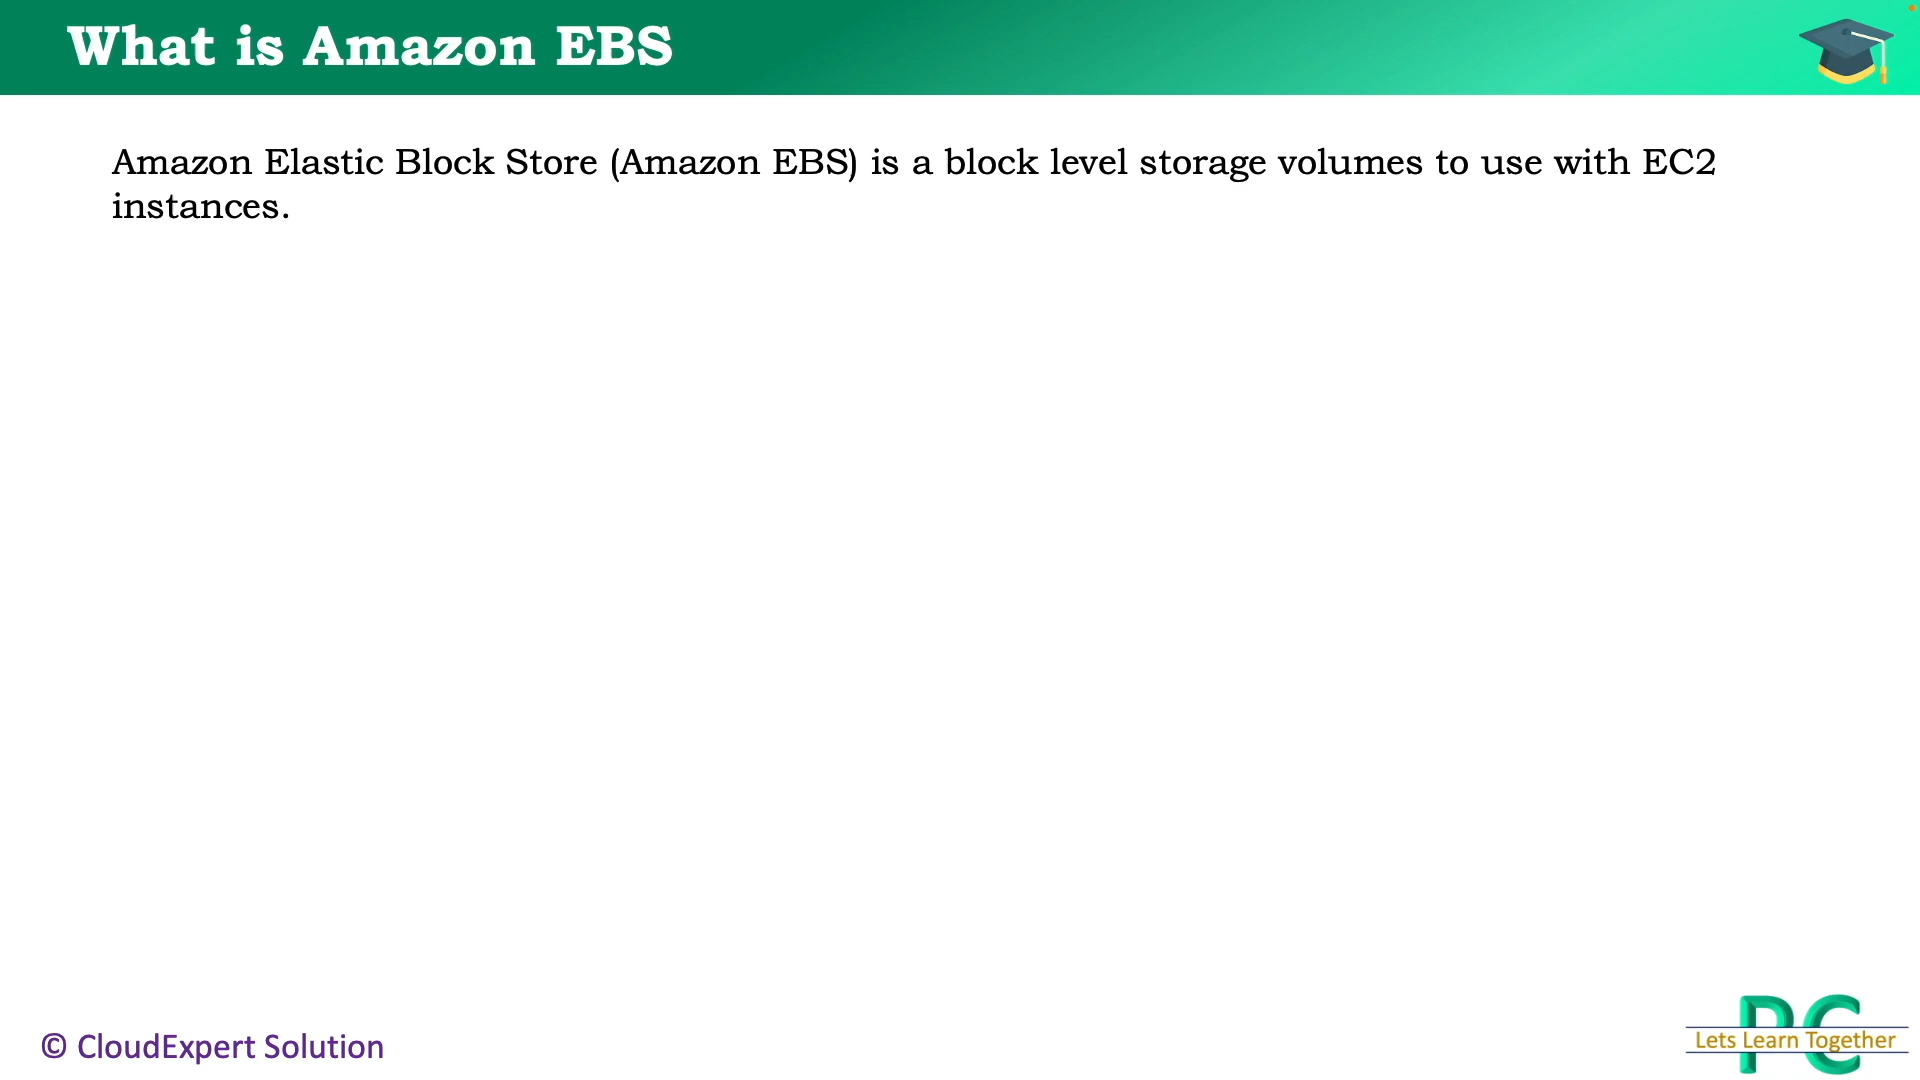 What is Amazon EBS
Amazon Elastic Block Store (Amazon EBS) is a block level storage volumes to use with EC2
instances.
© CloudExpert Solution
PC
Lets Learn Together